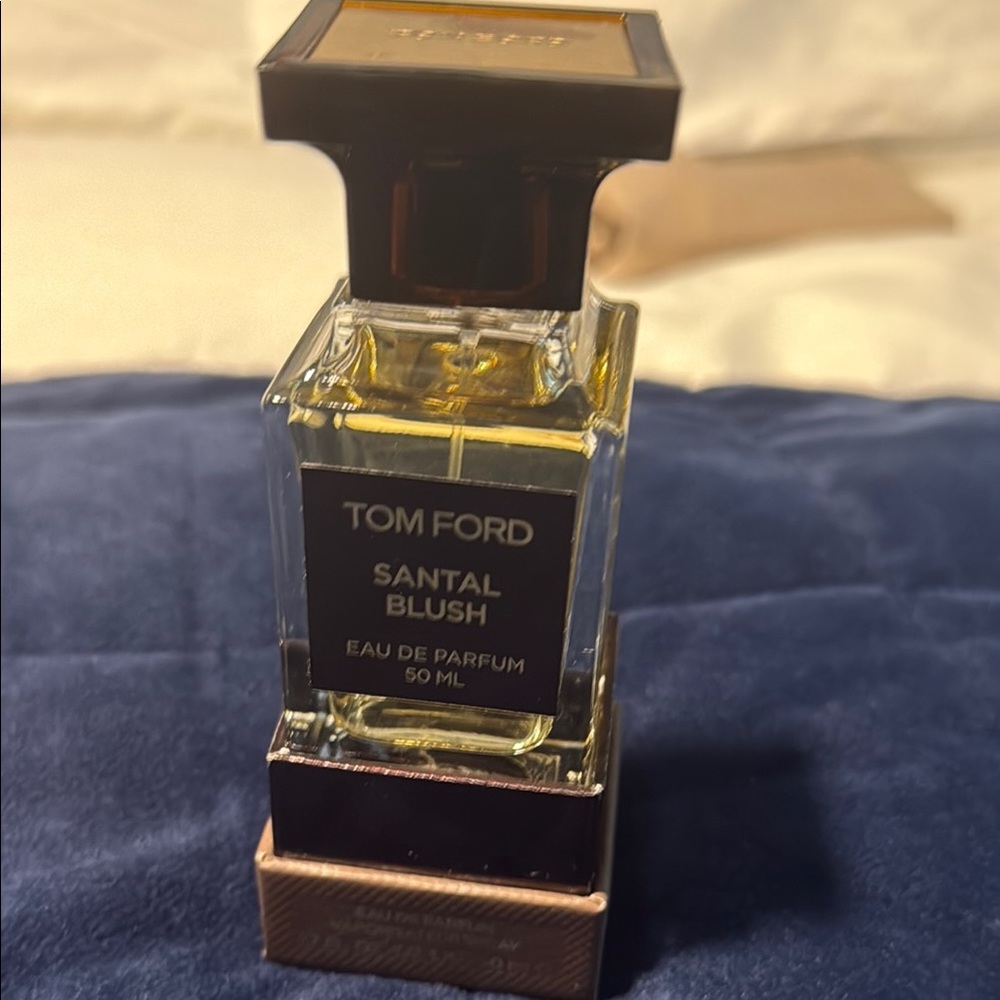 TOM FORD
SANTAL
BLUSH
EAU DE PARFUM
50 ML
EAU DE PARFUM